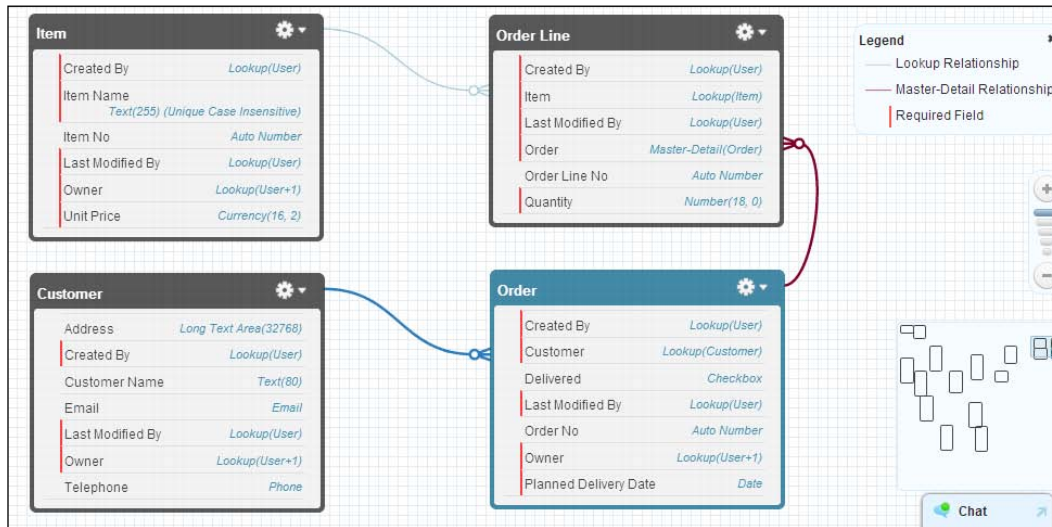 Item
Created By Lookup(User)
Item Name
Text(255) (Unique Case Insensitive)
Item No Auto Number
Last Modified By Lookup(User)
Owner Lookup(User+1)
Unit Price Currency(16, 2)
Order Line
Created By Lookup(User)
Item Lookup(Item)
Last Modified By Lookup(User)
Order Master-Detail(Order)
Order Line No Auto Number
Quantity Number(18, 0)
Legend
Lookup Relationship
Master-Detail Relationship
Required Field
Customer
Address Long Text Area(32768)
Created By Lookup(User)
Customer Name Text(80)
Email Email
Last Modified By Lookup(User)
Owner Lookup(User+1)
Telephone Phone
Order
Created By Lookup(User)
Customer Lookup(Customer)
Delivered Checkbox
Last Modified By Lookup(User)
Order No Auto Number
Owner Lookup(User+1)
Planned Delivery Date Date
Chat